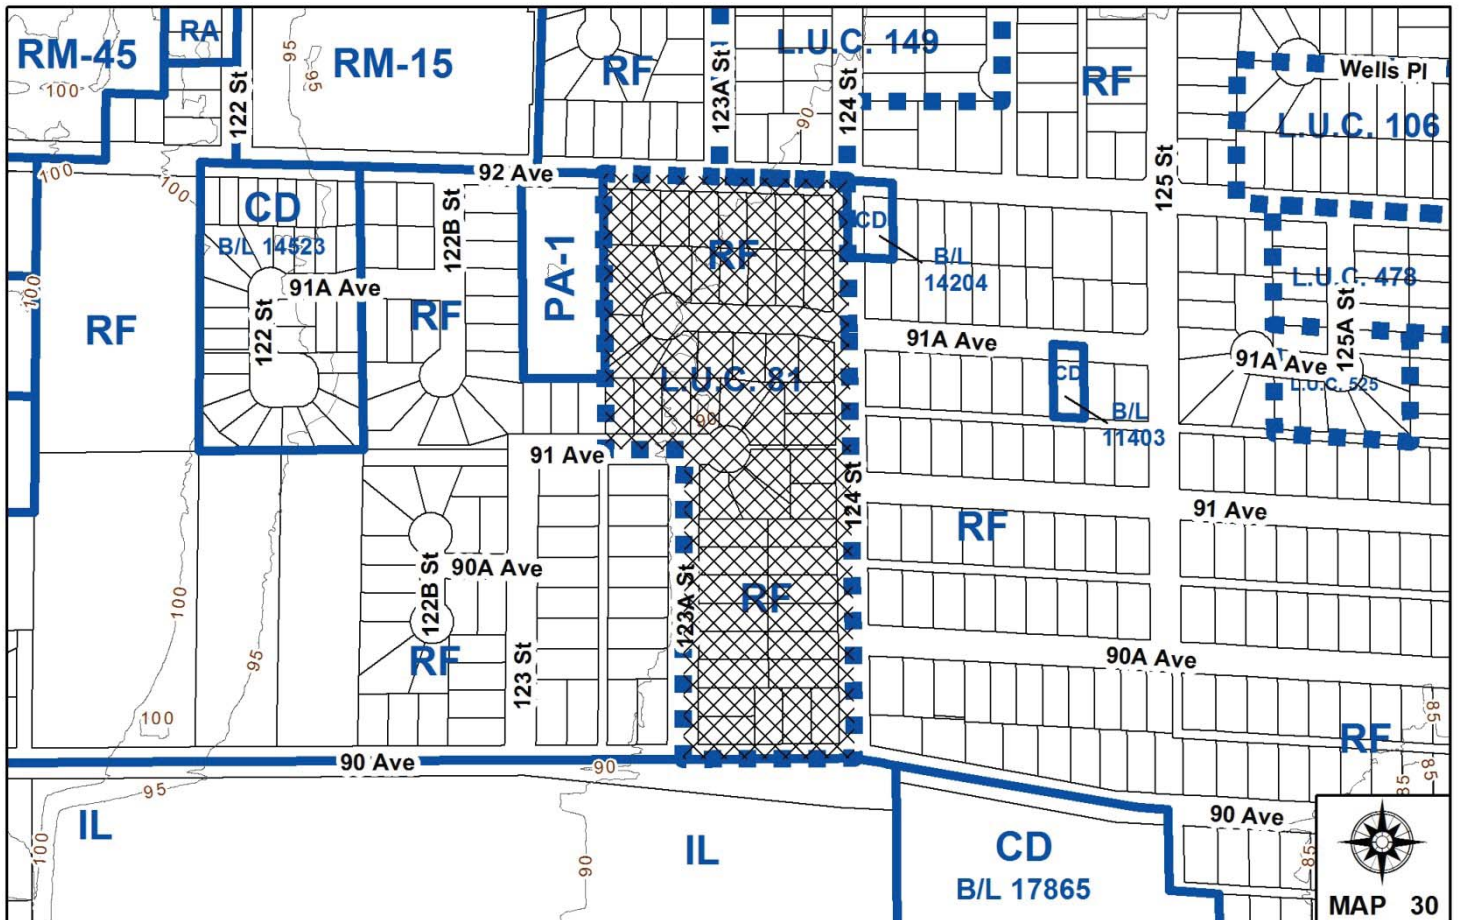 RM-45
RA
RM-15
RF
L.U.C. 149
RF
Wells Pl
L.U.C. 106
95
95
100
90
122 St
123A St
124 St
125 St
100
100
92 Ave
CD
B/L 14523
122B St
PA-1
RF
CD
B/L
14204
L.U.C. 478
100
91A Ave
122 St
RF
RF
91A Ave
CD
B/L
11403
125A St
91A Ave
L.U.C. 525
L.U.C. 81
90
91 Ave
124 St
91 Ave
RF
122B St
90A Ave
RF
123A St
RF
100
95
123 St
90A Ave
100
RF
85
85
85
90 Ave
90
95
IL
100
90
IL
CD
B/L 17865
90 Ave
85
MAP 30